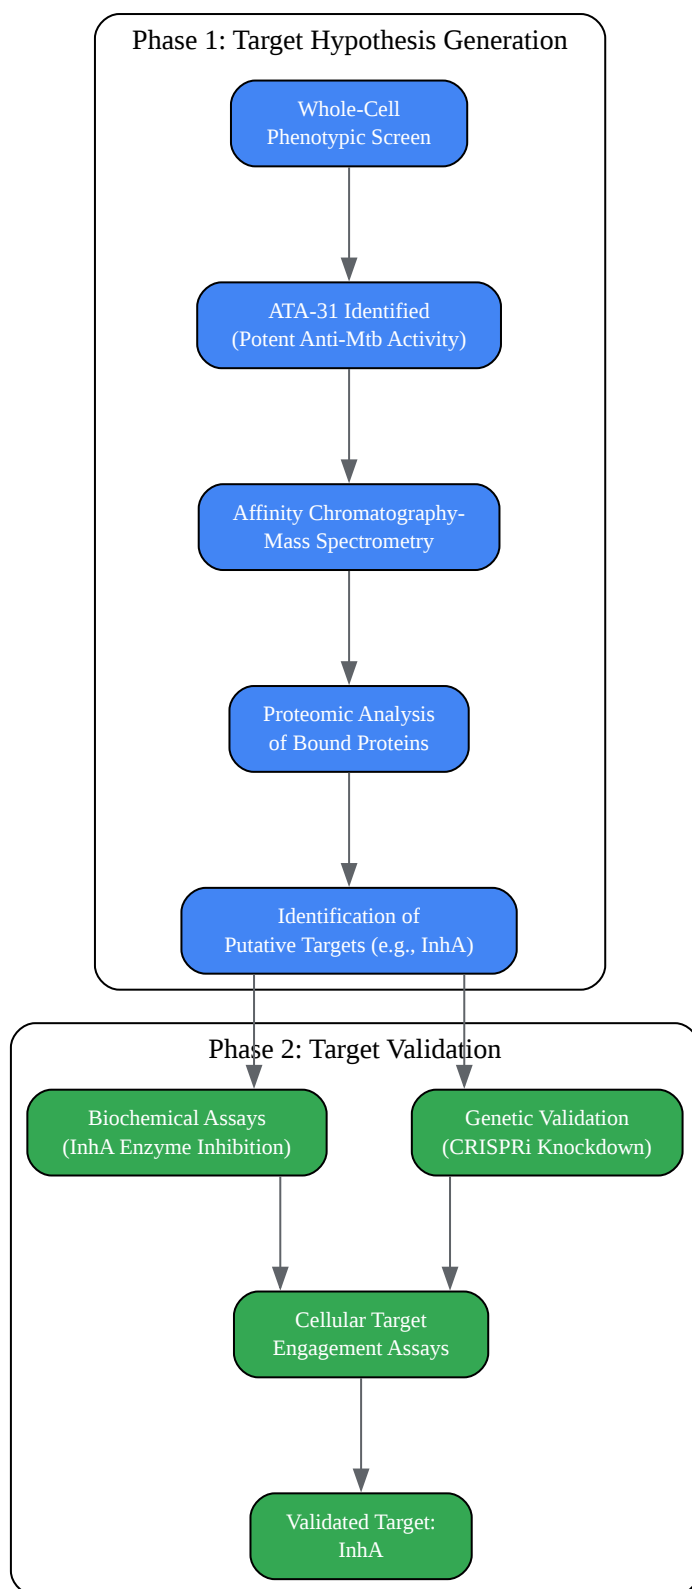 Phase 1: Target Hypothesis Generation
Whole-Cell
Phenotypic Screen
ATA-31 Identified
(Potent Anti-Mtb Activity)
Affinity Chromatography-
Mass Spectrometry
Proteomic Analysis
of Bound Proteins
Identification of
Putative Targets (e.g., InhA)
Phase 2: Target Validation
Biochemical Assays
(InhA Enzyme Inhibition)
Genetic Validation
(CRISPRi Knockdown)
Cellular Target
Engagement Assays
Validated Target:
InhA